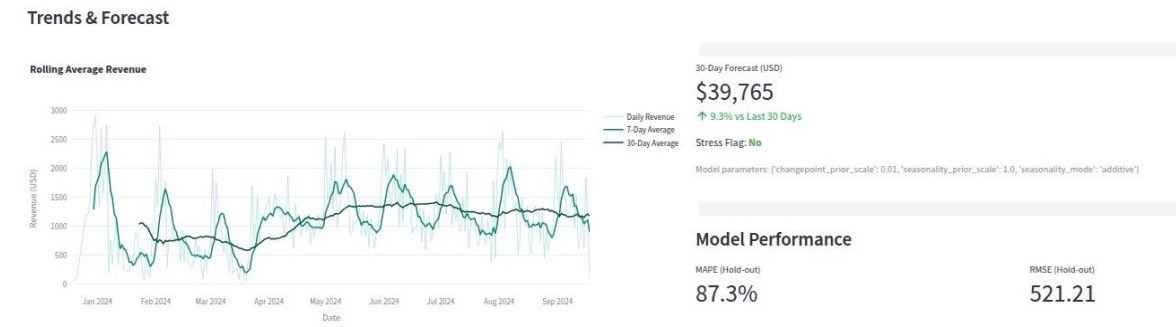 Trends & Forecast
Rolling Average Revenue
Revenue (USD)
3000
2500
2000
1500
1000
500
0
Jan 2024 Feb 2024 Mar 2024 Apr 2024 May 2024 Jun 2024 Jul 2024 Aug 2024 Sep 2024
Date
Daily Revenue
7-Day Average
30-Day Average
30-Day Forecast (USD)
$39,765
↑ 9.3% vs Last 30 Days
Stress Flag: No
Model parameters: {'changepoint_prior_scale': 0.01, 'seasonality_prior_scale': 1.0, 'seasonality_mode': 'additive'}
Model Performance
MAPE (Hold-out) RMSE (Hold-out)
87.3% 521.21